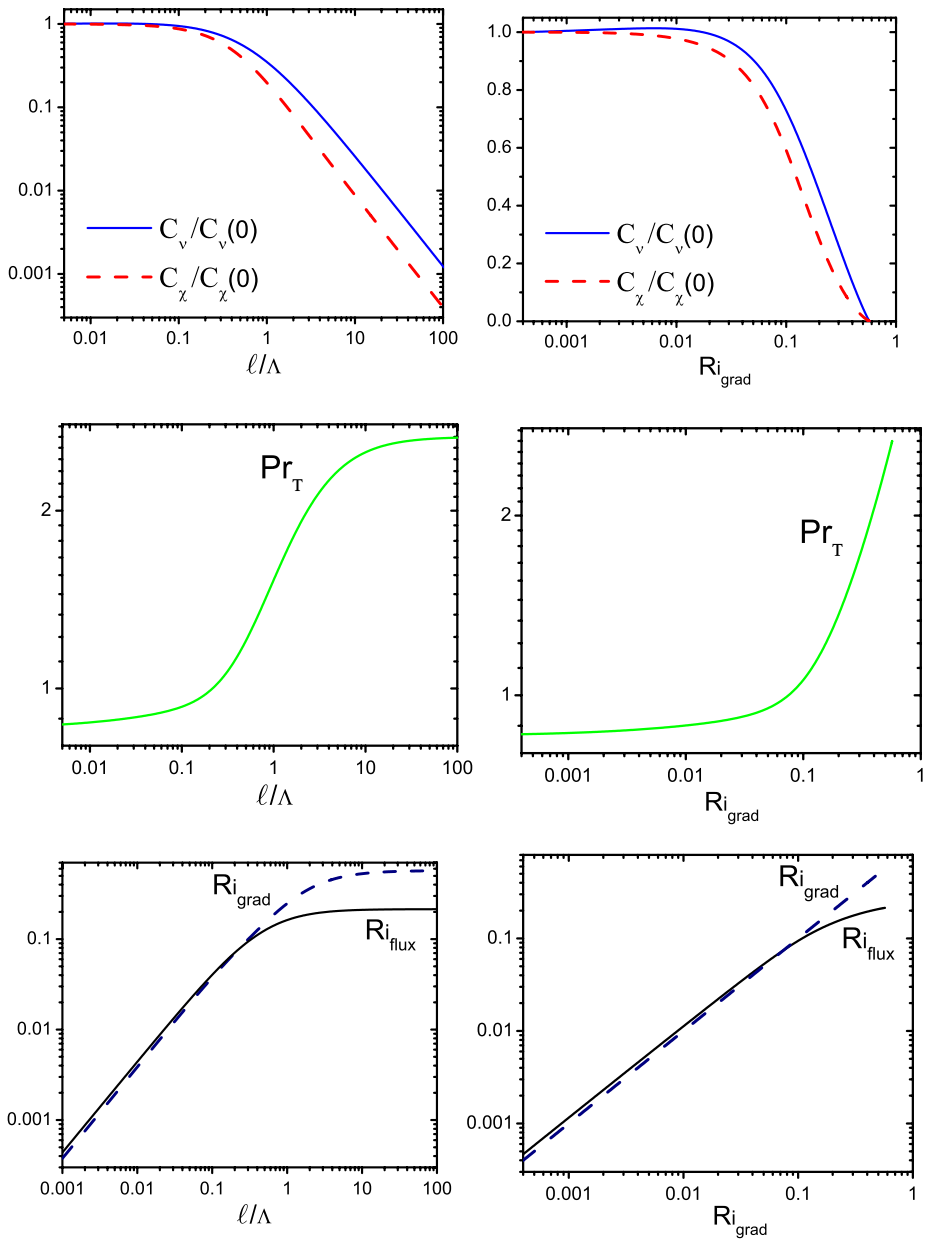 1
0.1
0.01
0.001
C_ν/C_ν(0)
C_χ/C_χ(0)
0.01 0.1 1 10 100
ℓ/Λ
1.0
0.8
0.6
0.4
0.2
0.0
C_ν/C_ν(0)
C_χ/C_χ(0)
0.001 0.01 0.1 1
Ri_grad
2
1
Pr_T
0.01 0.1 1 10 100
ℓ/Λ
2
1
Pr_T
0.001 0.01 0.1 1
Ri_grad
0.1
0.01
0.001
Ri_grad
Ri_flux
0.001 0.01 0.1 1 10 100
ℓ/Λ
0.1
0.01
0.001
Ri_grad
Ri_flux
0.001 0.01 0.1 1
Ri_grad